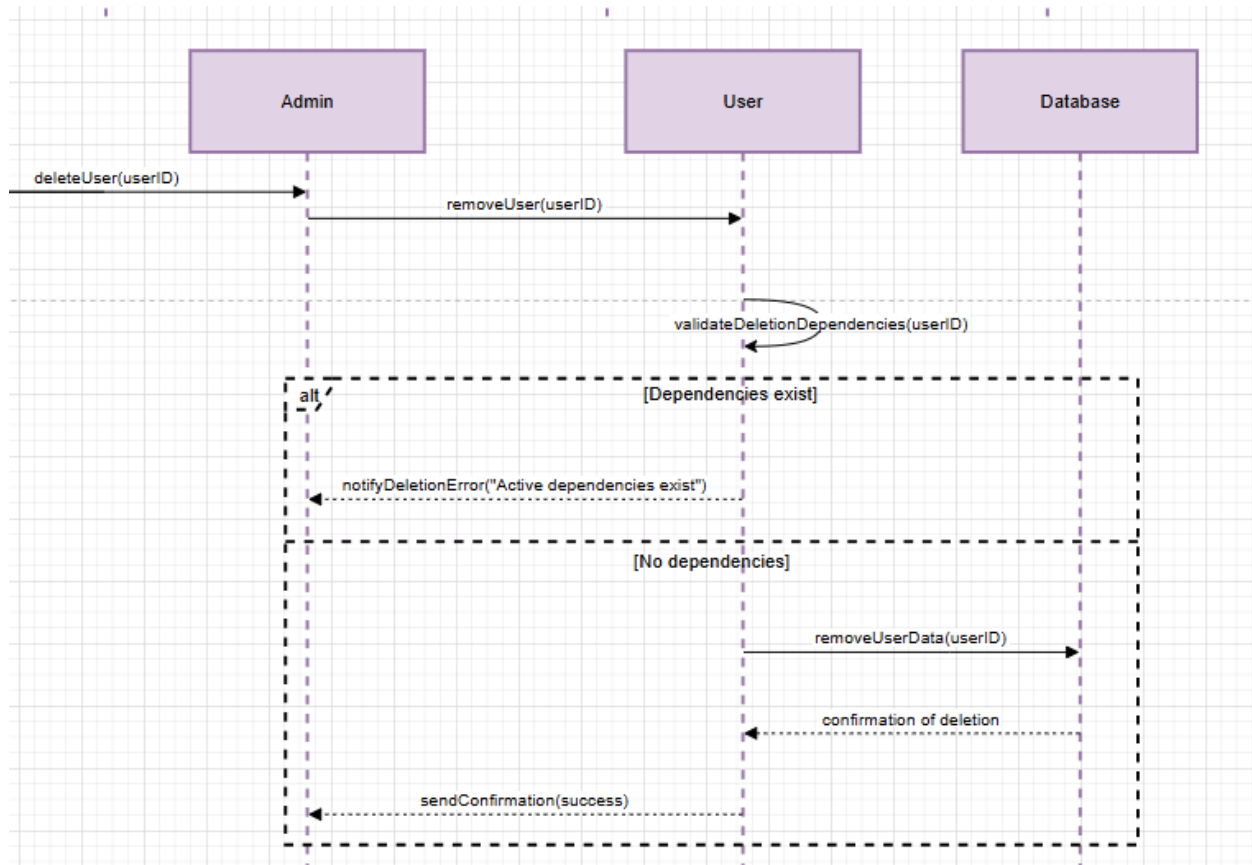 Admin
User
Database
deleteUser(userID)
removeUser(userID)
validateDeletionDependencies(userID)
alt
[Dependencies exist]
notifyDeletionError("Active dependencies exist")
[No dependencies]
removeUserData(userID)
confirmation of deletion
sendConfirmation(success)